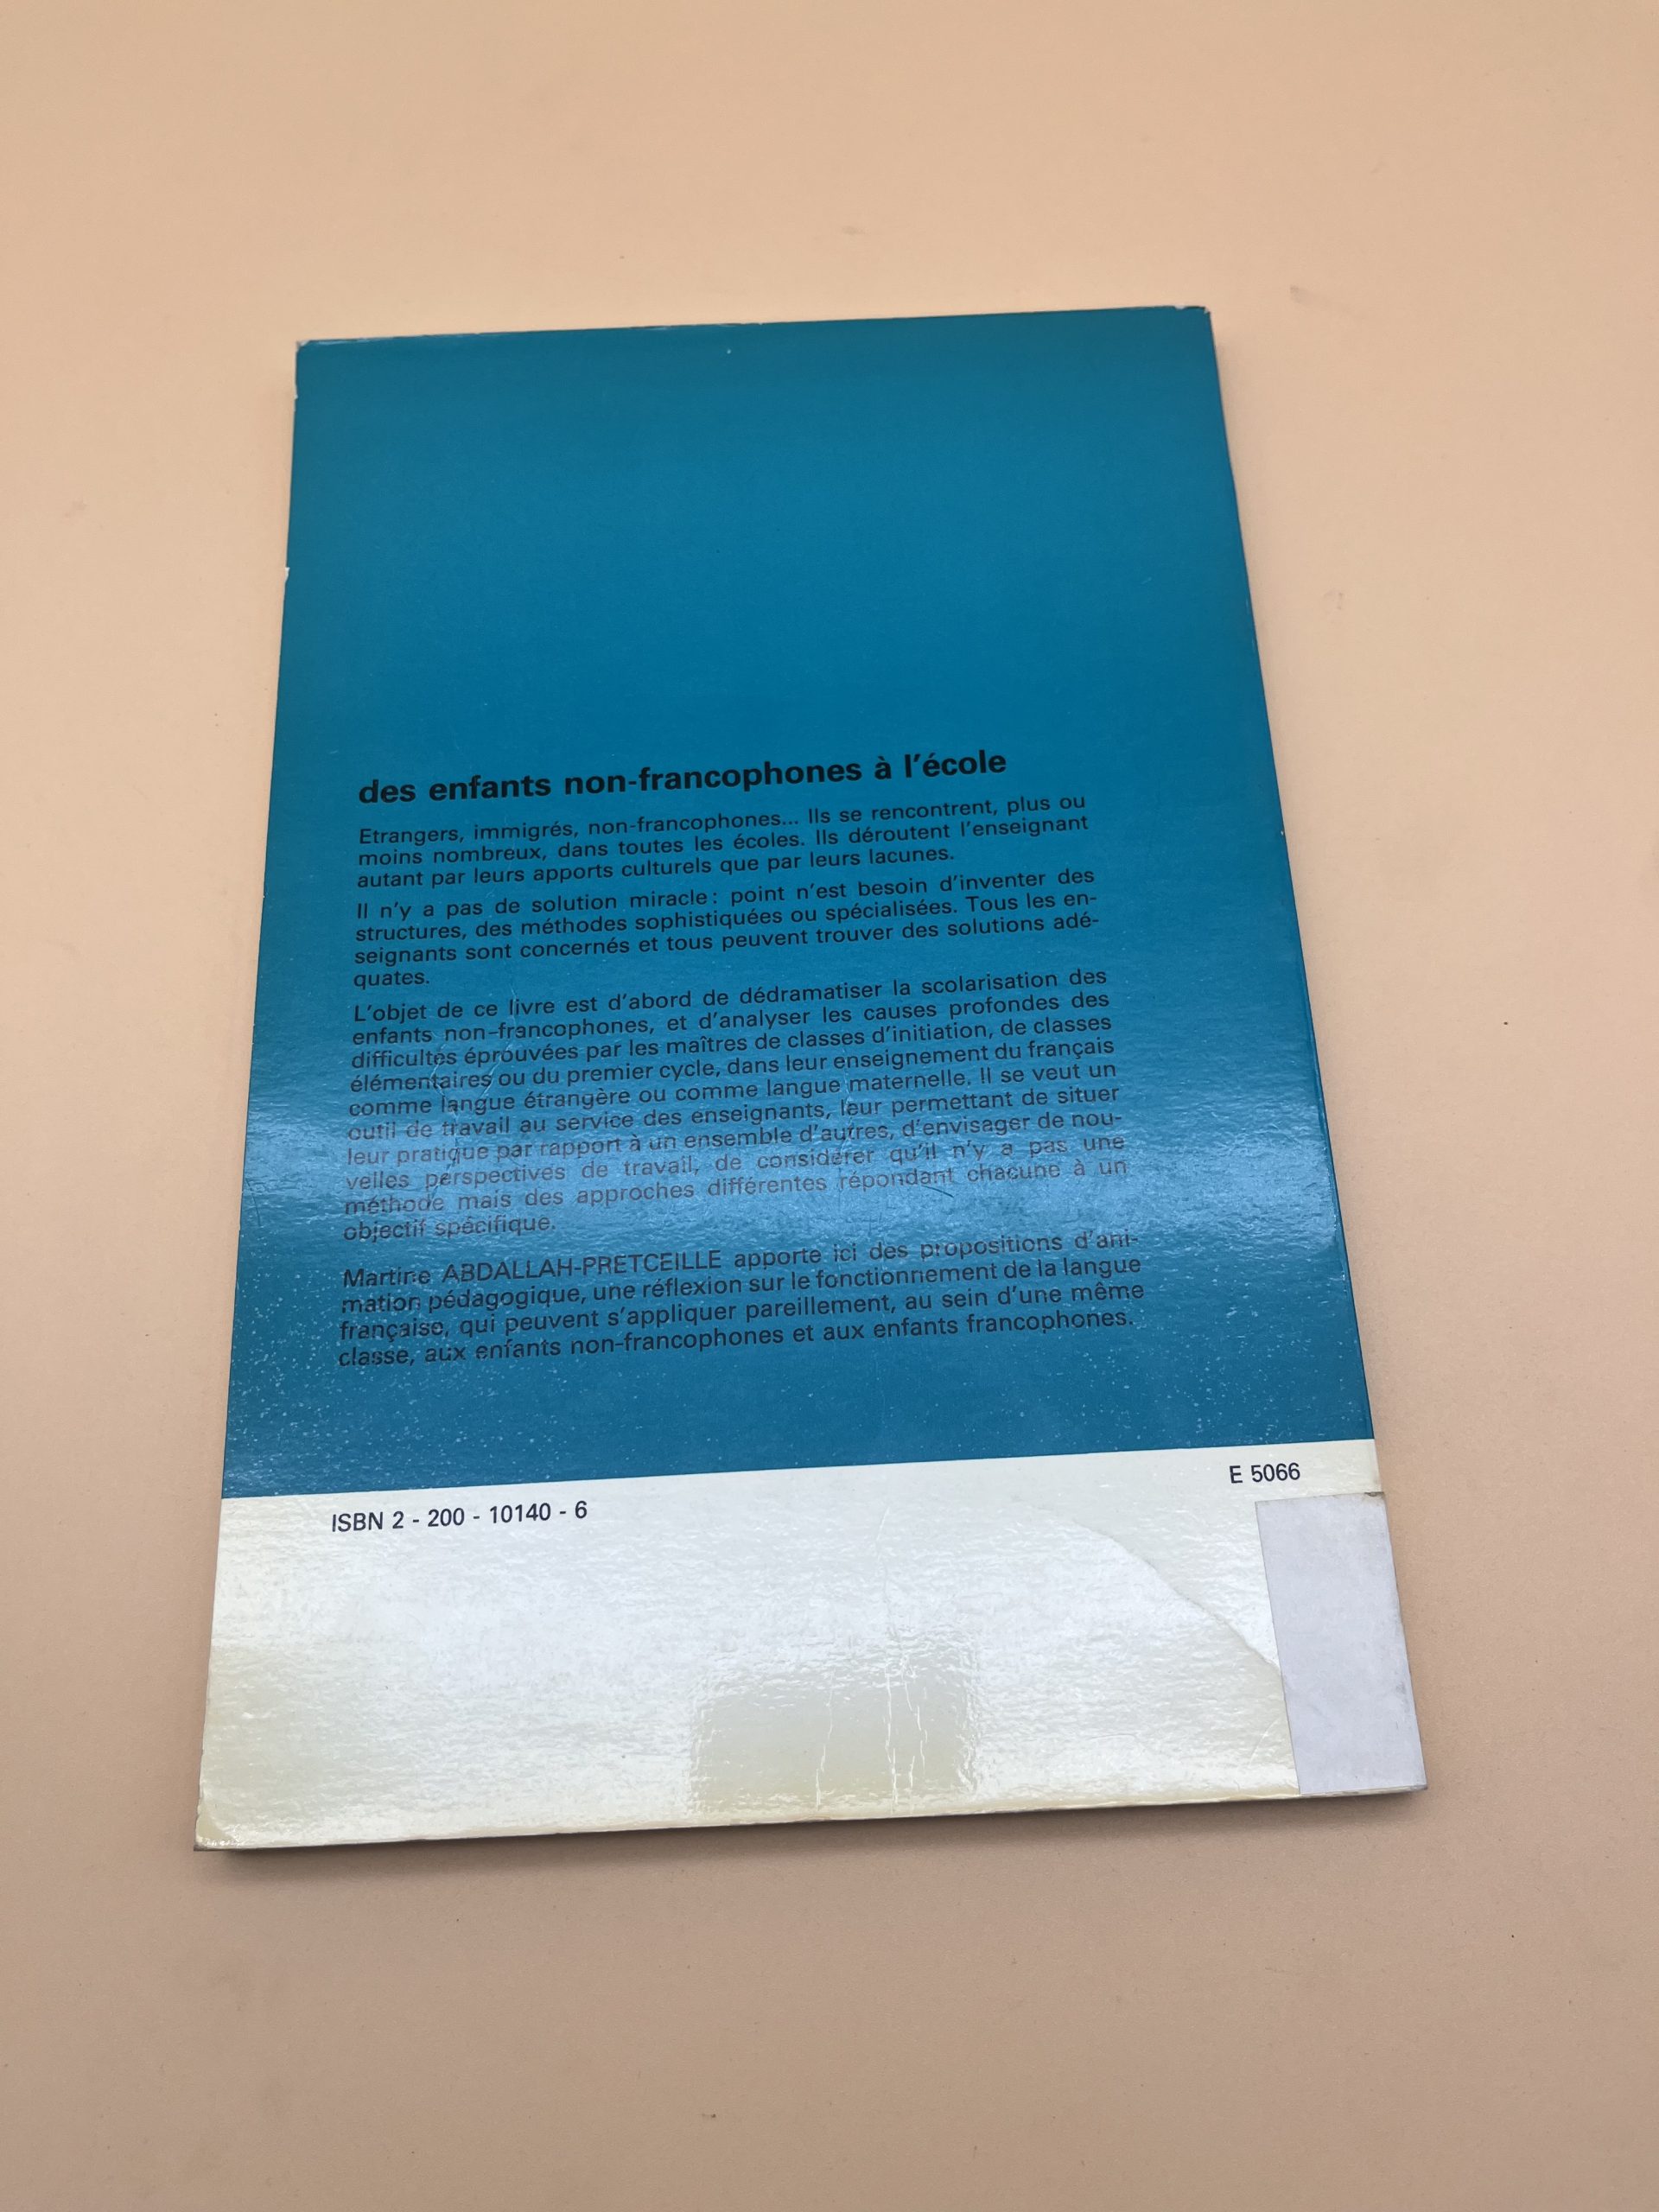 des enfants non-francophones à l'école
Etrangers, immigrés, non-francophones... Ils se rencontrent, plus ou
moins nombreux, dans toutes les écoles. Ils déroutent l'enseignant
autant par leurs apports culturels que par leurs lacunes.
Il n'y a pas de solution miracle: point n'est besoin d'inventer des
structures, des méthodes sophistiquées ou spécialisées. Tous les en-
seignants sont concernés et tous peuvent trouver des solutions adé-
quates.
L'objet de ce livre est d'abord de dédramatiser la scolarisation des
enfants non-francophones, et d'analyser les causes profondes des
difficultés éprouvées par les maîtres de classes d'initiation, de classes
élémentaires ou du premier cycle, dans leur enseignement du français
comme langue étrangère ou comme langue maternelle. Il se veut un
outil de travail au service des enseignants, leur permettant de situer
leur pratique par rapport à un ensemble d'autres, d'envisager de nou-
velles perspectives de travail, de considérer qu'il n'y a pas une
méthode mais des approches différentes répondant chacune à un
objectif spécifique.
Martine ABDALLAH-PRETCEILLE apporte ici des propositions d'ani-
mation pédagogique, une réflexion sur le fonctionnement de la langue
française, qui peuvent s'appliquer pareillement, au sein d'une même
classe, aux enfants non-francophones et aux enfants francophones.
E 5066
ISBN 2 - 200 - 10140 - 6